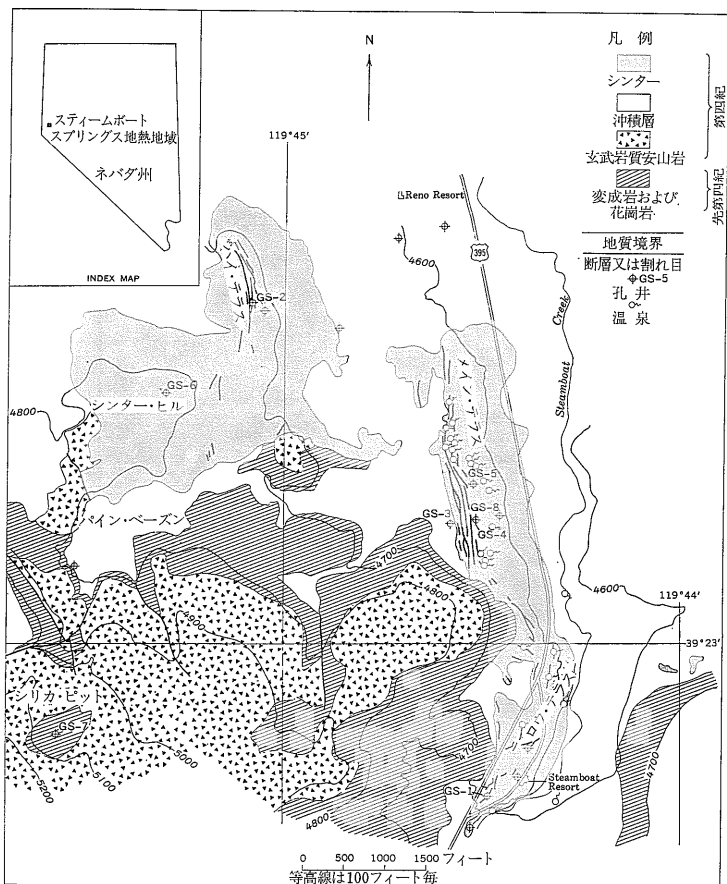 スティームボート
スプリングス地熱地域
ネバダ州
INDEX MAP
N
凡 例
シンター
沖積層
玄武岩質安山岩
第四紀
変成岩および
花崗岩
先第四紀
地質境界
断層又は割れ目
GS-5
孔 井
温 泉
119°45'
Reno Resort
4600
395
Steamboat Creek
GS-2
メイン・テラス
GS-6
シンター・ヒル
4800
GS-5
GS-8
GS-3
GS-4
パイン・ベーズン
4700
4800
4900
4600
119°44'
39°23'
シリカ・ピット
GS-7
5000
5100
5200
4700
4700
4800
ロウ・テラス
Steamboat
Resort
GS-1
0 500 1000 1500 フィート
等高線は100フィート毎